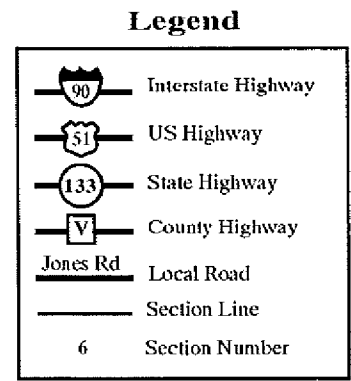 Legend
90 Interstate Highway
51 US Highway
133 State Highway
V County Highway
Jones Rd Local Road
Section Line
6 Section Number